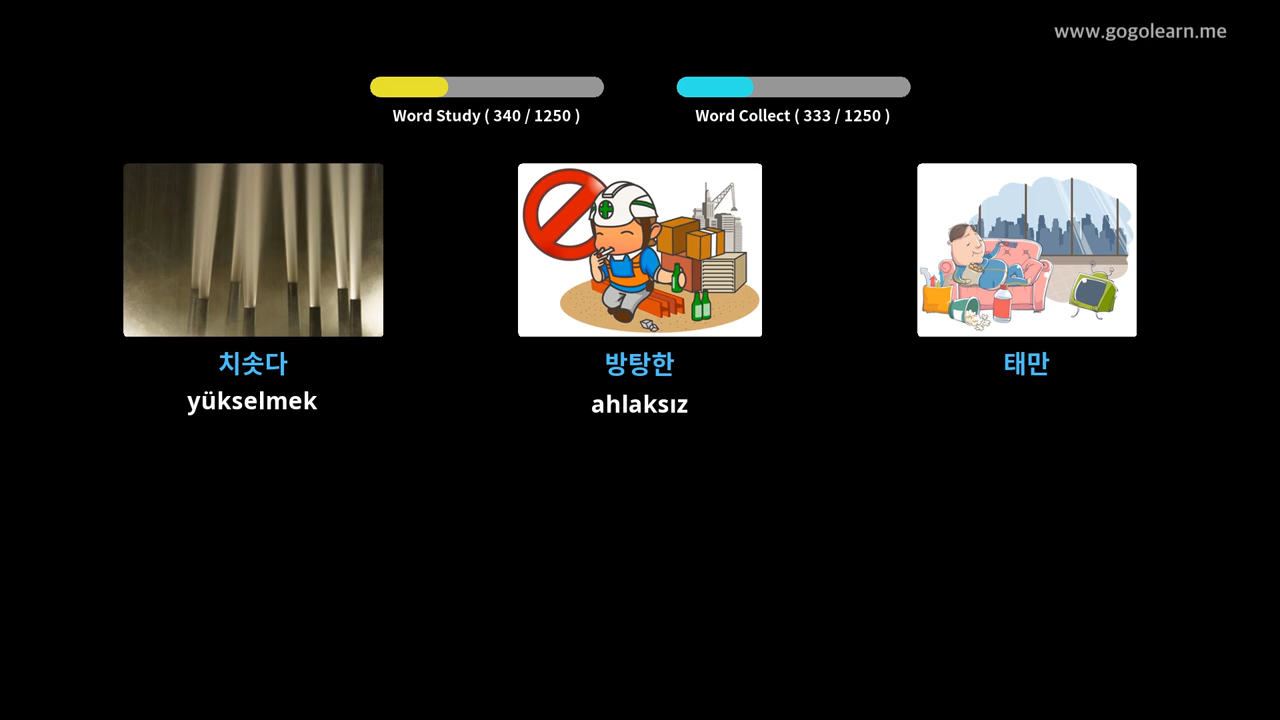 www.gogolearn.me
Word Study ( 340 / 1250 )
Word Collect ( 333 / 1250 )
치솟다
yükselmek
방탕한
ahlaksız
태만